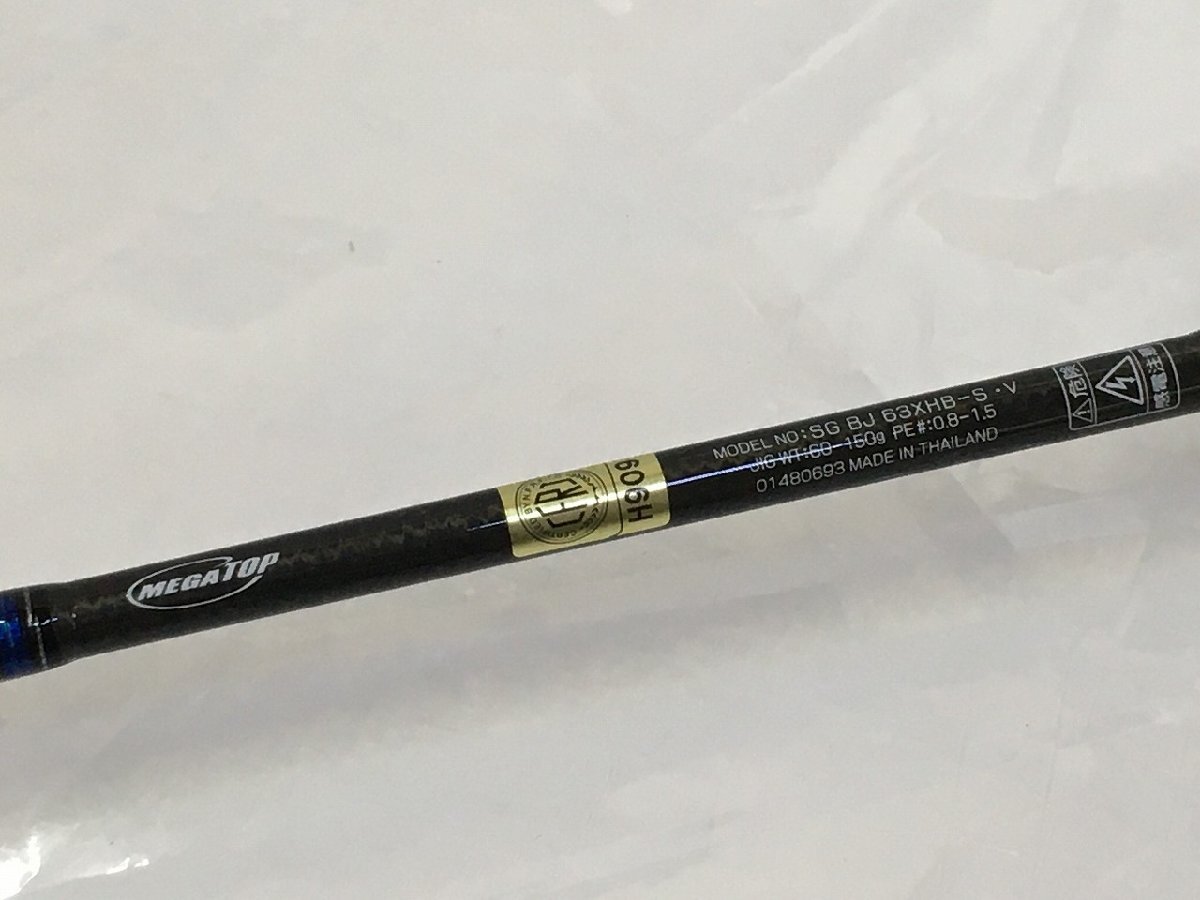 MEGATOP
CFRJ
H909
MODEL NO:SG BJ 63XHB-S・V
JIG WT:60-150g PE#:0.8-1.5
01480693 MADE IN THAILAND
危険
感電注意